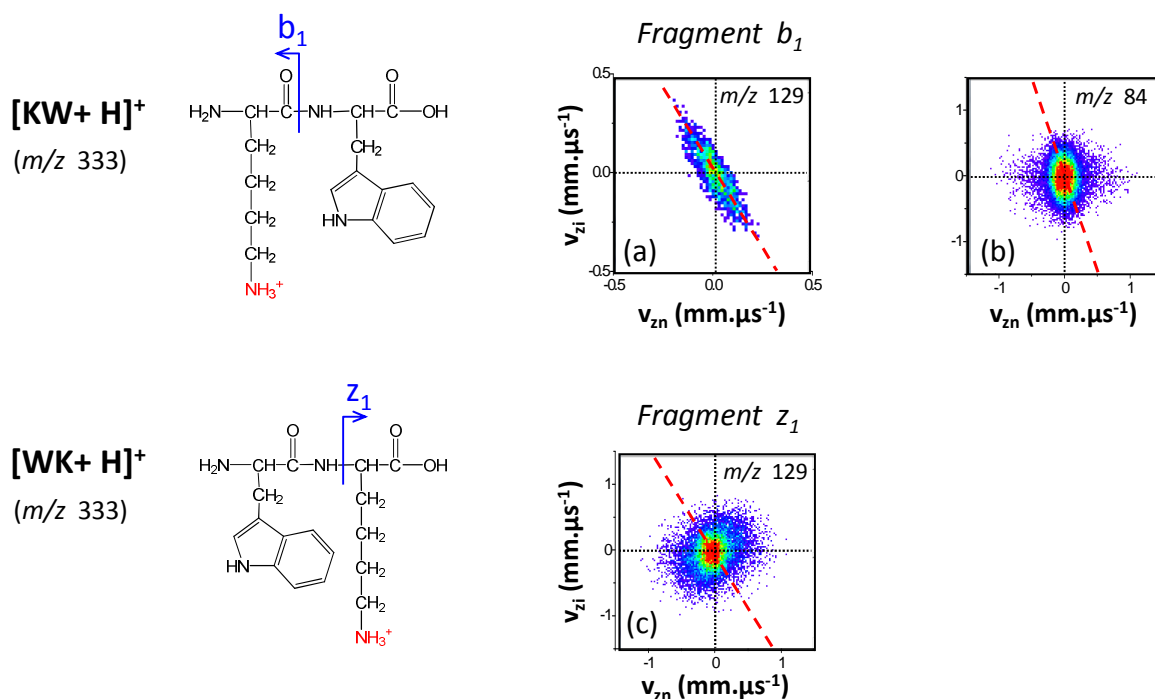 b1
Fragment b1
[KW+ H]+
(m/z 333)
H2N CH C NH CH C OH
O O
CH2 CH2
CH2
CH2 HN
CH2
NH3+
0.5
0.0
-0.5
-0.5 0.0 0.5
vzi (mm.µs-1)
vzn (mm.µs-1)
m/z 129
(a)
1
0
-1
-1 0 1
vzn (mm.µs-1)
m/z 84
(b)
z1
Fragment z1
[WK+ H]+
(m/z 333)
H2N CH C NH CH C OH
O O
CH2 CH2
CH2
HN CH2
CH2
NH3+
1
0
-1
-1 0 1
vzi (mm.µs-1)
vzn (mm.µs-1)
m/z 129
(c)